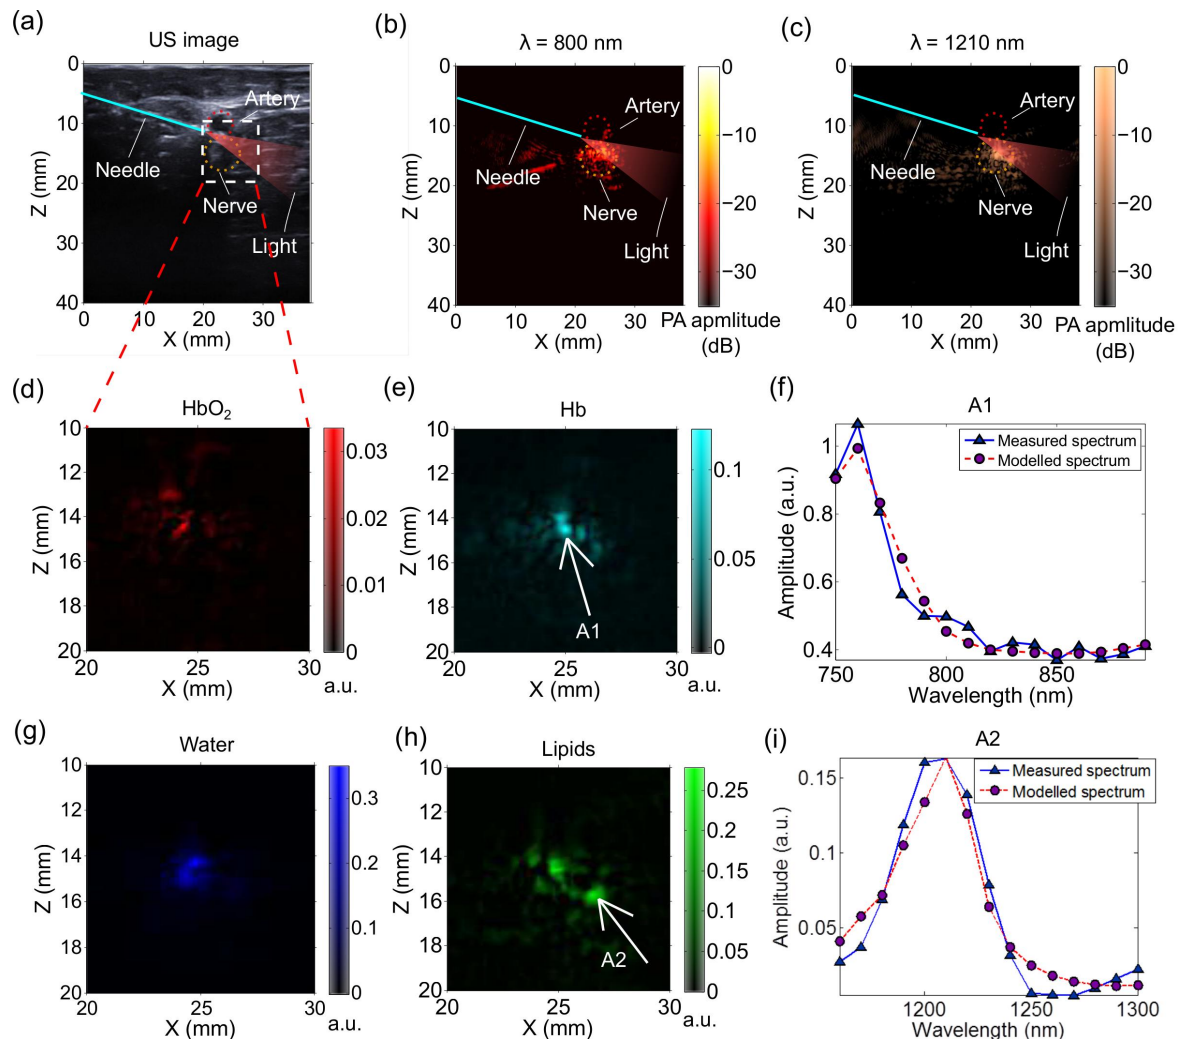 (a)
US image
0
10
20
30
40
Z (mm)
0
10
20
30
X (mm)
Artery
Needle
Nerve
Light
(b)
λ = 800 nm
0
10
20
30
40
Z (mm)
0
10
20
30
X (mm)
Artery
Needle
Nerve
Light
0
−10
−20
−30
PA apmlitude
(dB)
(c)
λ = 1210 nm
0
10
20
30
40
Z (mm)
0
10
20
30
X (mm)
Artery
Needle
Nerve
Light
0
−10
−20
−30
PA apmlitude
(dB)
(d)
HbO₂
10
12
14
16
18
20
Z (mm)
20
25
30
X (mm)
0.03
0.02
0.01
0
a.u.
(e)
Hb
10
12
14
16
18
20
Z (mm)
20
25
30
X (mm)
A1
0.1
0.05
0
a.u.
(f)
A1
Measured spectrum
Modelled spectrum
1
0.8
0.6
0.4
Amplitude (a.u.)
750
800
850
Wavelength (nm)
(g)
Water
10
12
14
16
18
20
Z (mm)
20
25
30
X (mm)
0.3
0.2
0.1
0
a.u.
(h)
Lipids
10
12
14
16
18
20
Z (mm)
20
25
30
X (mm)
A2
0.25
0.2
0.15
0.1
0.05
0
a.u.
(i)
A2
Measured spectrum
Modelled spectrum
0.15
0.1
0.05
Amplitude (a.u.)
1200
1250
1300
Wavelength (nm)